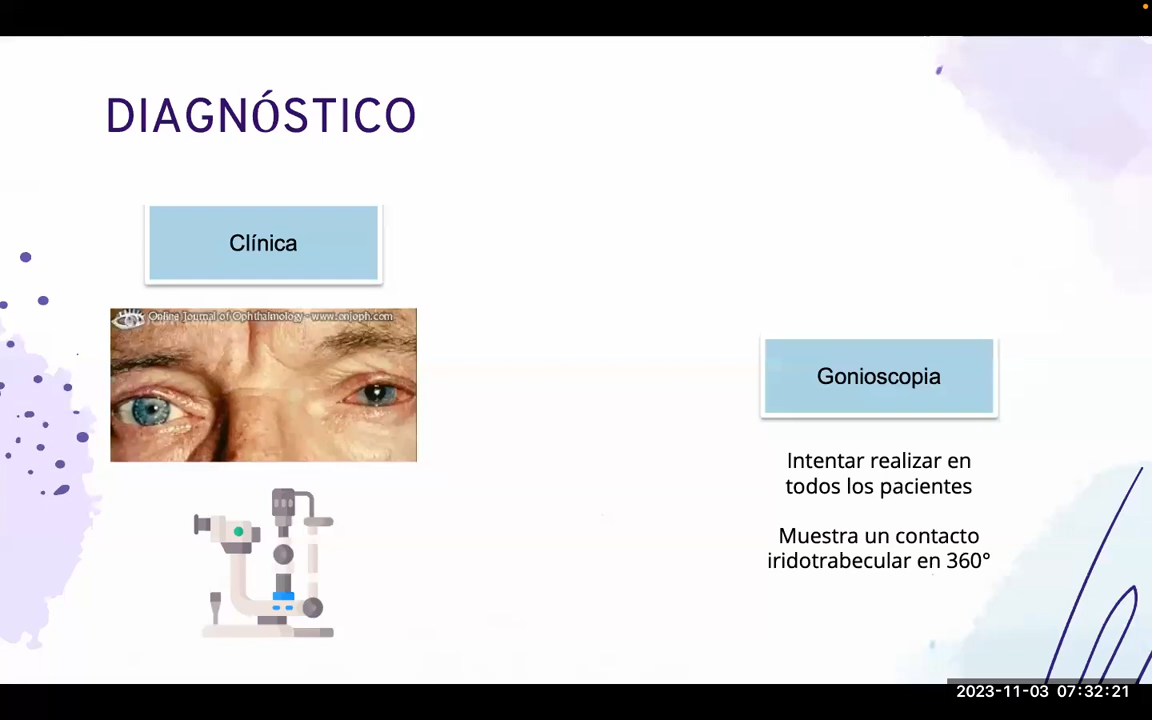 DIAGNÓSTICO
Clínica
Online Journal of Ophthalmology - www.onjoph.com
Gonioscopia
Intentar realizar en
todos los pacientes
Muestra un contacto
iridotrabecular en 360°
2023-11-03 07:32:21